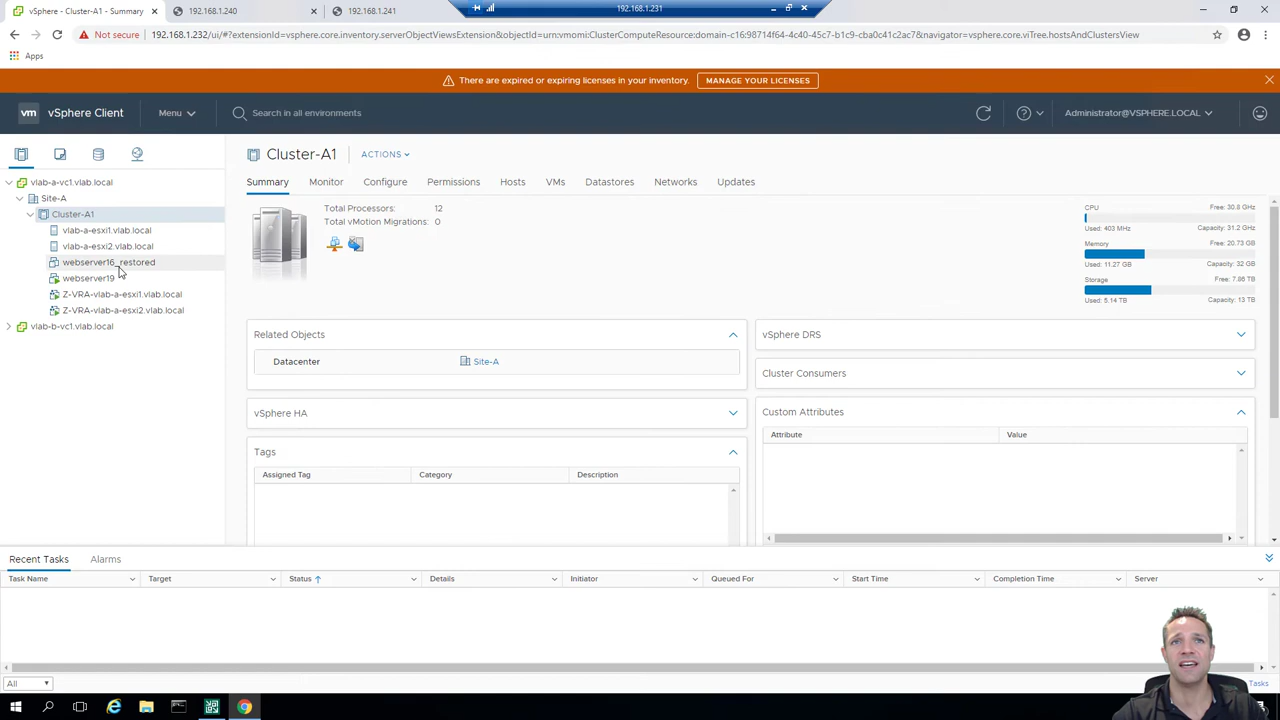 vSphere - Cluster-A1 - Summary
192.168.1.240
192.168.1.241
192.168.1.231
Not secure
192.168.1.232/ui/#?extensionId=vsphere.core.inventory.serverObjectViewsExtension&objectId=urn:vmomi:ClusterComputeResource:domain-c16:98714f64-4c40-45c7-b1c9-cba0c41c2ac7&navigator=vsphere.core.viTree.hostsAndClustersView
Apps
There are expired or expiring licenses in your inventory.
MANAGE YOUR LICENSES
vm
vSphere Client
Menu
Search in all environments
Administrator@VSPHERE.LOCAL
vlab-a-vc1.vlab.local
Site-A
Cluster-A1
vlab-a-esxi1.vlab.local
vlab-a-esxi2.vlab.local
webserver16_restored
webserver19
Z-VRA-vlab-a-esxi1.vlab.local
Z-VRA-vlab-a-esxi2.vlab.local
vlab-b-vc1.vlab.local
Cluster-A1
ACTIONS
Summary
Monitor
Configure
Permissions
Hosts
VMs
Datastores
Networks
Updates
Total Processors: 12
Total vMotion Migrations: 0
CPU
Free: 30.8 GHz
Used: 403 MHz
Capacity: 31.2 GHz
Memory
Free: 20.73 GB
Used: 11.27 GB
Capacity: 32 GB
Storage
Free: 7.86 TB
Used: 5.14 TB
Capacity: 13 TB
Related Objects
Datacenter
Site-A
vSphere HA
Tags
Assigned Tag
Category
Description
vSphere DRS
Cluster Consumers
Custom Attributes
Attribute
Value
Recent Tasks
Alarms
Task Name
Target
Status
Details
Initiator
Queued For
Start Time
Completion Time
Server
All
Tasks